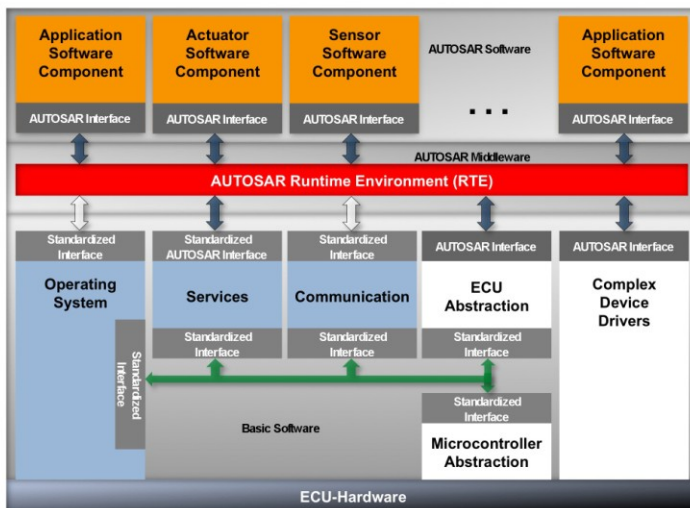 Application
Software
Component
Actuator
Software
Component
Sensor
Software
Component
AUTOSAR Software
Application
Software
Component
AUTOSAR Interface
AUTOSAR Interface
AUTOSAR Interface
. . .
AUTOSAR Interface
AUTOSAR Middleware
AUTOSAR Runtime Environment (RTE)
Standardized
Interface
Standardized
AUTOSAR Interface
Standardized
Interface
AUTOSAR Interface
AUTOSAR Interface
Operating
System
Services
Communication
ECU
Abstraction
Complex
Device
Drivers
Standardized
Interface
Standardized
Interface
Standardized
Interface
Standardized
Interface
Basic Software
Standardized
Interface
Microcontroller
Abstraction
ECU-Hardware